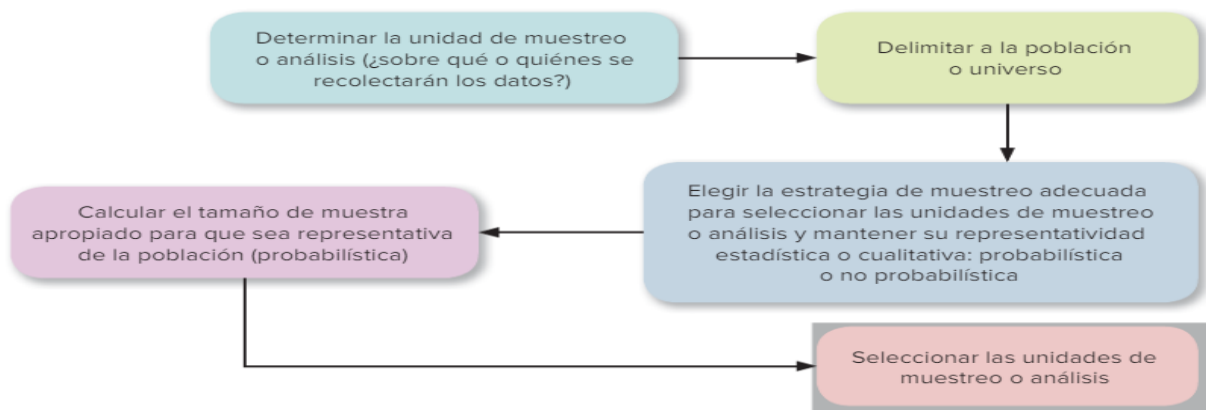 Determinar la unidad de muestreo
o análisis (¿sobre qué o quiénes se
recolectarán los datos?)
Delimitar a la población
o universo
Elegir la estrategia de muestreo adecuada
para seleccionar las unidades de muestreo
o análisis y mantener su representatividad
estadística o cualitativa: probabilística
o no probabilística
Calcular el tamaño de muestra
apropiado para que sea representativa
de la población (probabilística)
Seleccionar las unidades de
muestreo o análisis